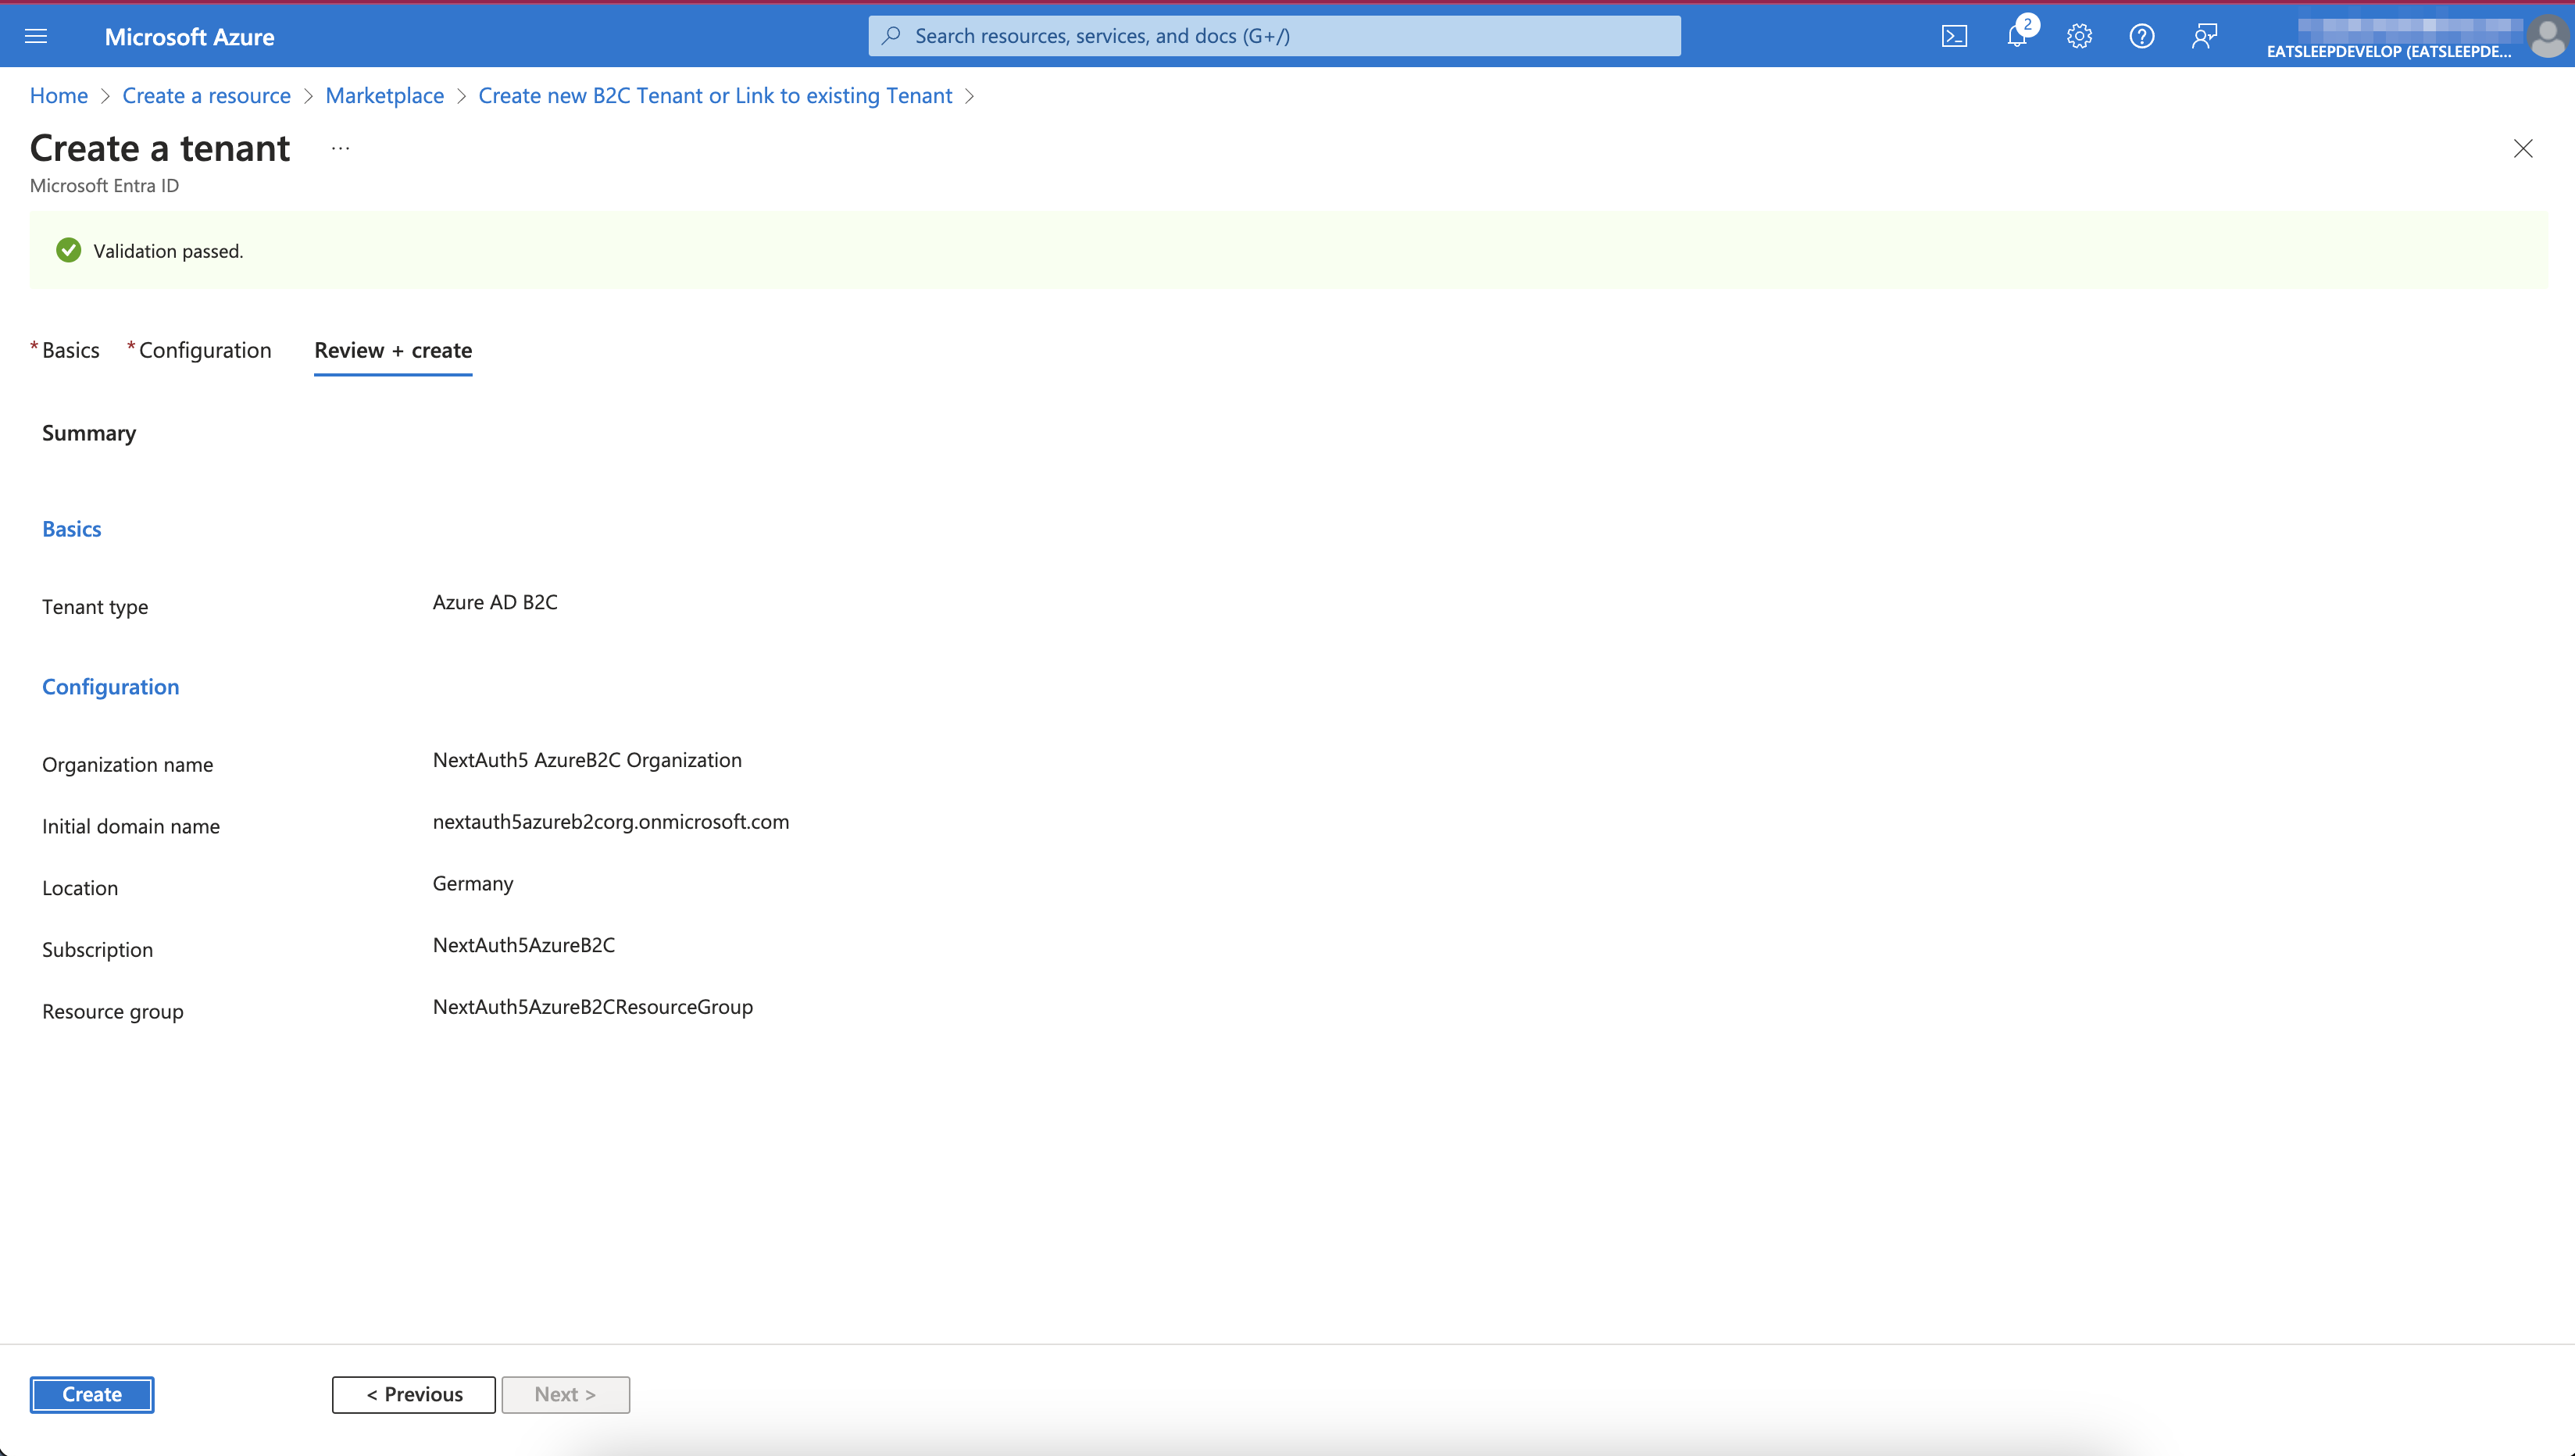 Microsoft Azure
Search resources, services, and docs (G+/)
2
EATSLEEPDEVELOP (EATSLEEPDE...
Home > Create a resource > Marketplace > Create new B2C Tenant or Link to existing Tenant >
Create a tenant ...
Microsoft Entra ID
Validation passed.
* Basics * Configuration Review + create
Summary
Basics
Tenant type Azure AD B2C
Configuration
Organization name NextAuth5 AzureB2C Organization
Initial domain name nextauth5azureb2corg.onmicrosoft.com
Location Germany
Subscription NextAuth5AzureB2C
Resource group NextAuth5AzureB2CResourceGroup
Create < Previous Next >